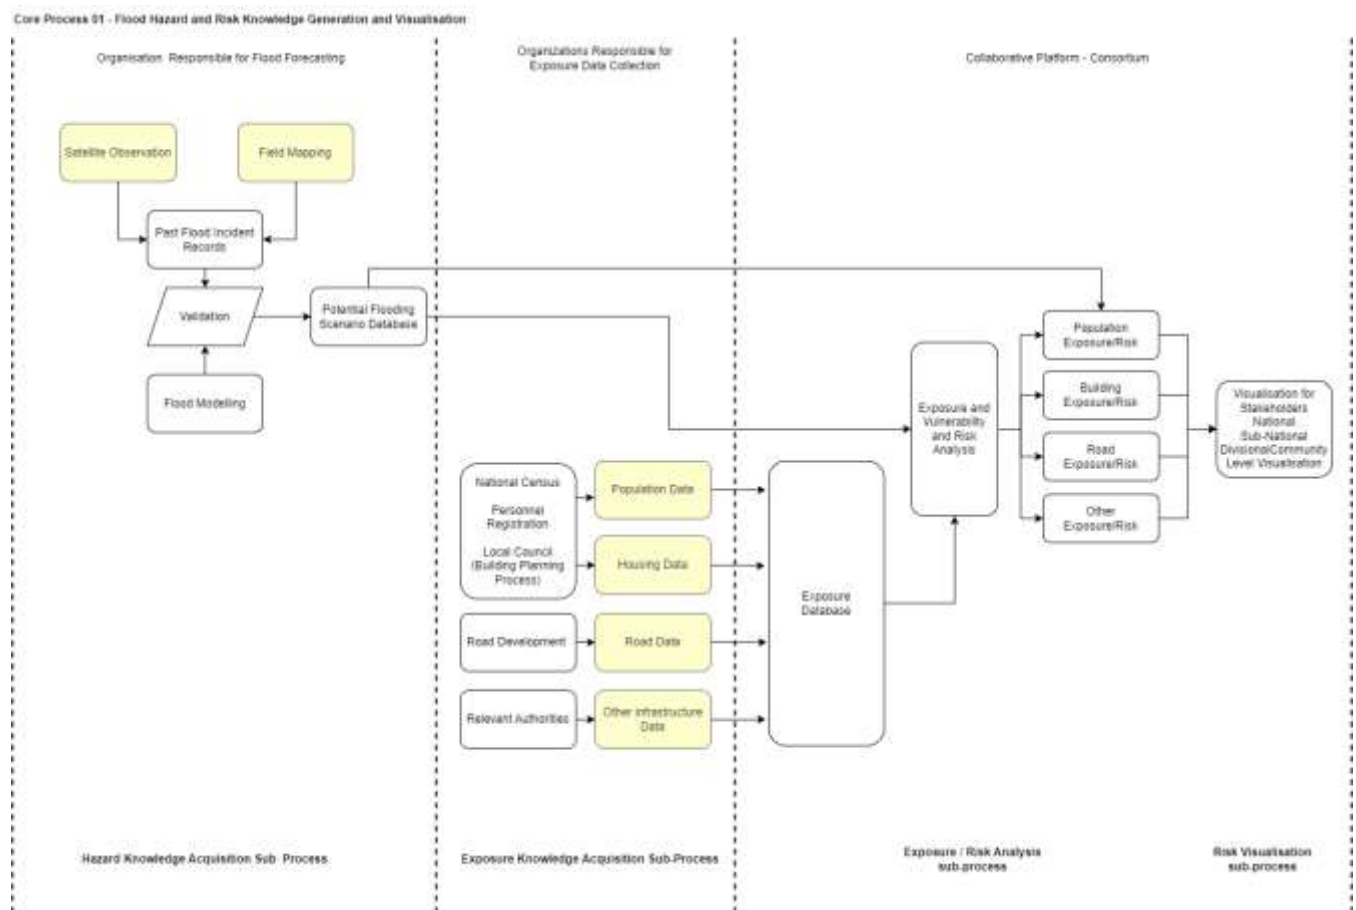 Core Process 01 - Flood Hazard and Risk Knowledge Generation and Visualisation
Organisation Responsible for Flood Forecasting
Organizations Responsible for
Exposure Data Collection
Collaborative Platform - Consortium
Satellite Observation
Field Mapping
Past Flood Incident
Records
Validation
Potential Flooding
Scenario Database
Flood Modelling
Population
Exposure/Risk
Building
Exposure/Risk
Road
Exposure/Risk
Other
Exposure/Risk
Exposure and
Vulnerability
and Risk
Analysis
Visualisation for
Stakeholders
National
Sub-National
Divisional/Community
Level Visualisation
National Census
Personnel
Registration
Local Council
(Building Planning
Process)
Population Data
Housing Data
Road Development
Road Data
Relevant Authorities
Other infrastructure
Data
Exposure
Database
Hazard Knowledge Acquisition Sub Process
Exposure Knowledge Acquisition Sub-Process
Exposure / Risk Analysis
sub-process
Risk Visualisation
sub-process